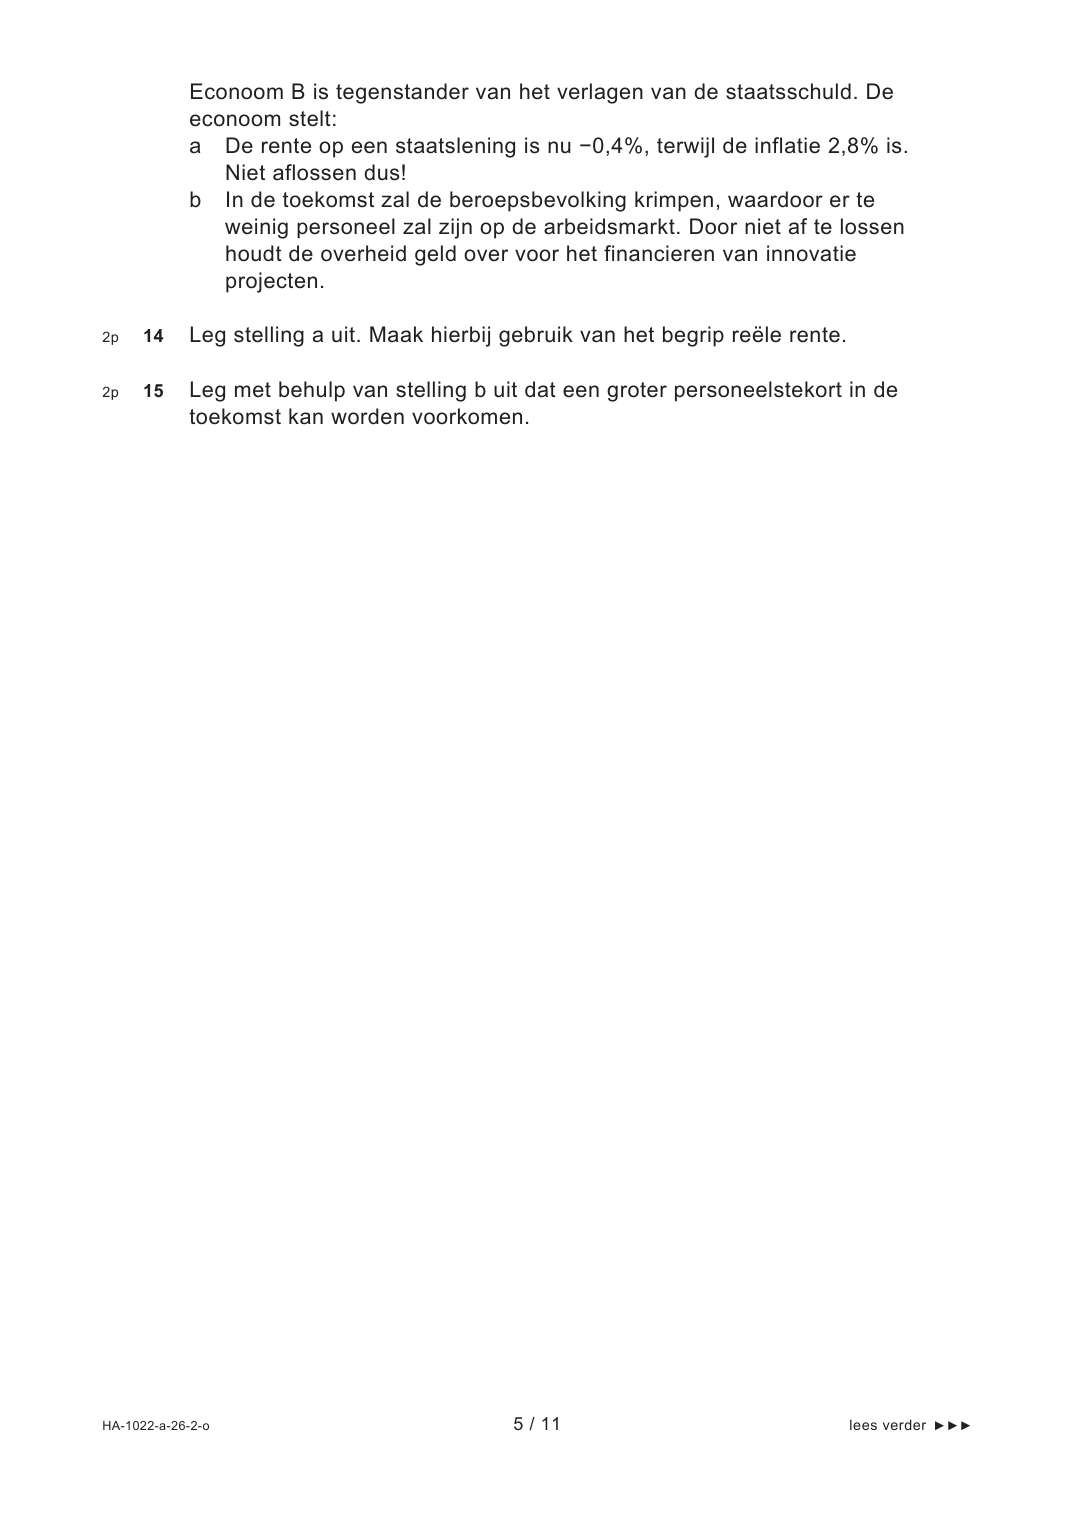 Econoom B is tegenstander van het verlagen van de staatsschuld. De
econoom stelt:
a De rente op een staatslening is nu −0,4%, terwijl de inflatie 2,8% is.
Niet aflossen dus!
b In de toekomst zal de beroepsbevolking krimpen, waardoor er te
weinig personeel zal zijn op de arbeidsmarkt. Door niet af te lossen
houdt de overheid geld over voor het financieren van innovatie
projecten.
2p 14 Leg stelling a uit. Maak hierbij gebruik van het begrip reële rente.
2p 15 Leg met behulp van stelling b uit dat een groter personeelstekort in de
toekomst kan worden voorkomen.
HA-1022-a-26-2-o 5 / 11 lees verder ►►►